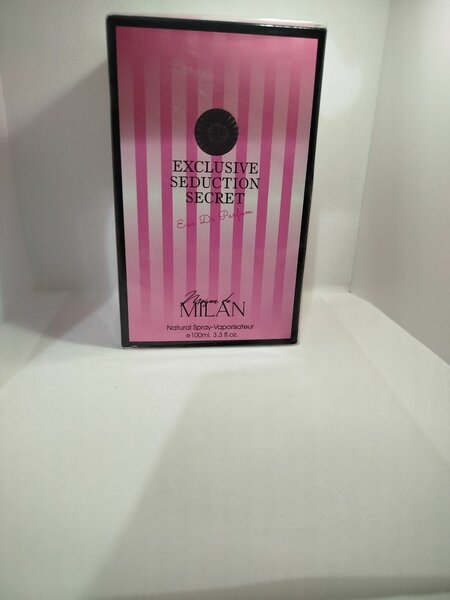 EXCLUSIVE
SEDUCTION
SECRET
Eau De Parfum
MILAN
Natural Spray-Vaporisateur
e100ml. 3.3 fl.oz.